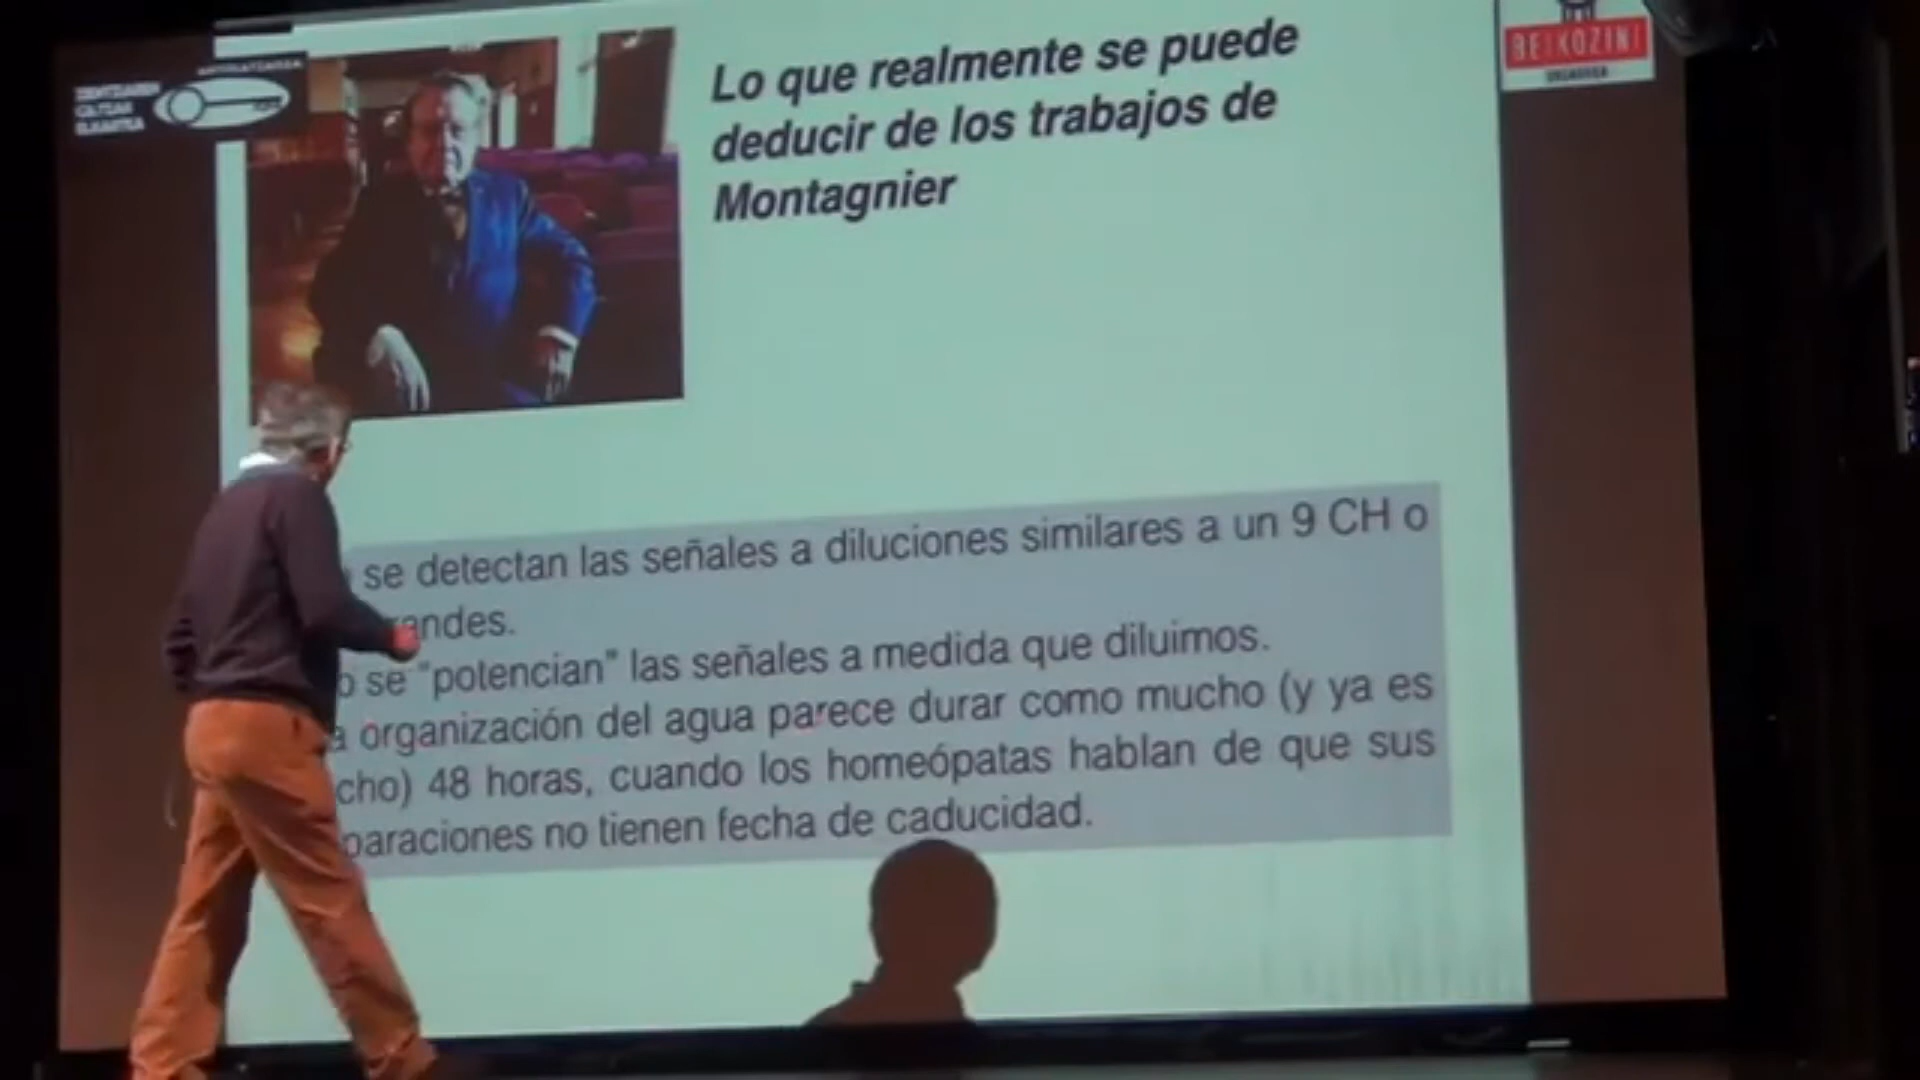 Lo que realmente se puede
deducir de los trabajos de
Montagnier
BEIKOZINI
se detectan las señales a diluciones similares a un 9 CH o
andes.
se "potencian" las señales a medida que diluimos.
organización del agua parece durar como mucho (y ya es
cho) 48 horas, cuando los homeópatas hablan de que sus
paraciones no tienen fecha de caducidad.